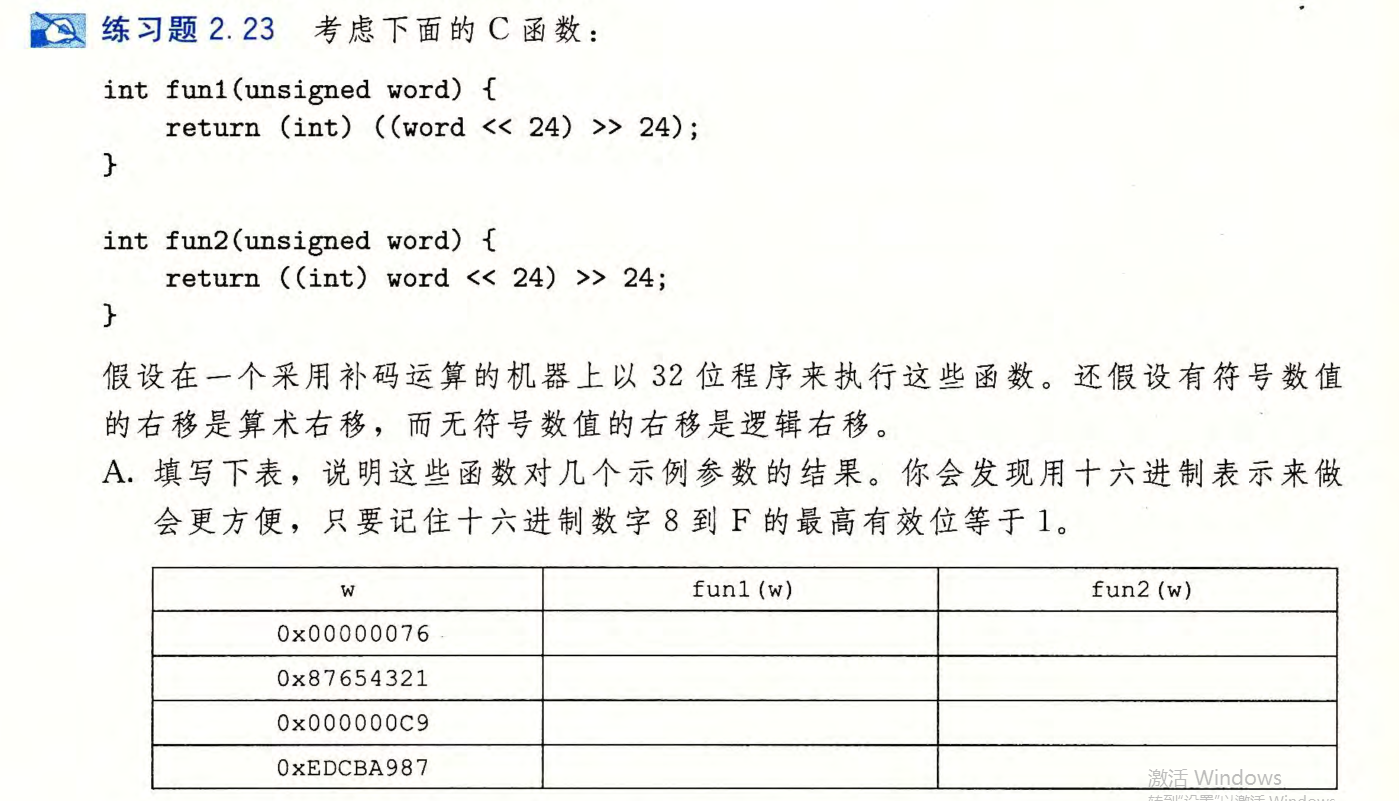 练习题 2.23 考虑下面的 C 函数：
int fun1(unsigned word) {
    return (int) ((word << 24) >> 24);
}
int fun2(unsigned word) {
    return ((int) word << 24) >> 24;
}
假设在一个采用补码运算的机器上以 32 位程序来执行这些函数。还假设有符号数值
的右移是算术右移，而无符号数值的右移是逻辑右移。
A. 填写下表，说明这些函数对几个示例参数的结果。你会发现用十六进制表示来做
会更方便，只要记住十六进制数字 8 到 F 的最高有效位等于 1。
w fun1(w) fun2(w)
0x00000076
0x87654321
0x000000C9
0xEDCBA987
激活 Windows